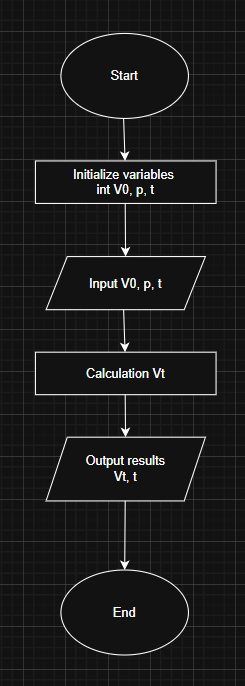 Start
Initialize variables
int V0, p, t
Input V0, p, t
Calculation Vt
Output results
Vt, t
End